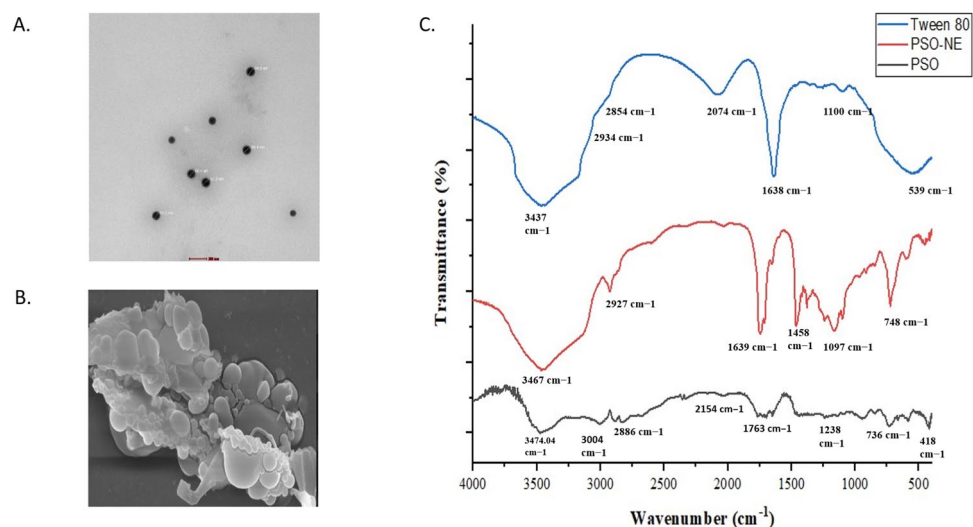 A.
B.
C.
Tween 80
PSO-NE
PSO
2854 cm−1
2934 cm−1
2074 cm−1
1100 cm−1
3437
cm−1
1638 cm−1
539 cm−1
2927 cm−1
3467 cm−1
1639 cm−1
1458
cm−1
1097 cm−1
748 cm−1
2154 cm−1
3474.04
cm−1
3004
cm−1
2886 cm−1
1763 cm−1
1238
cm−1
736 cm−1
418
cm−1
Transmittance (%)
4000 3500 3000 2500 2000 1500 1000 500
Wavenumber (cm-1)